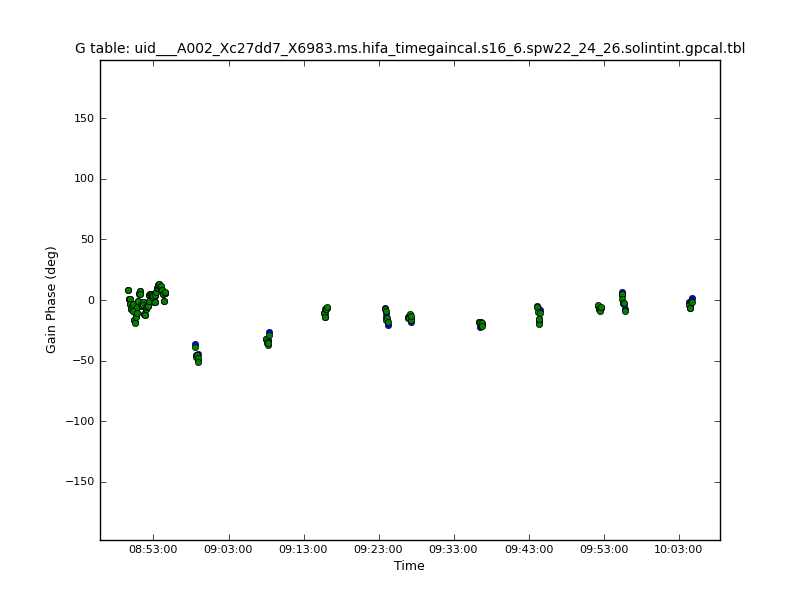 G table: uid___A002_Xc27dd7_X6983.ms.hifa_timegaincal.s16_6.spw22_24_26.solintint.gpcal.tbl
150
100
50
0
−50
−100
−150
Gain Phase (deg)
08:53:00 09:03:00 09:13:00 09:23:00 09:33:00 09:43:00 09:53:00 10:03:00
Time